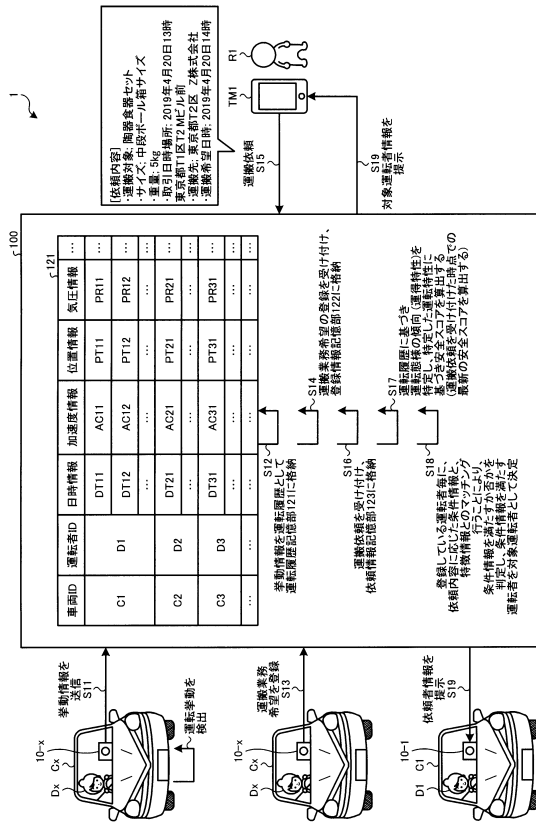 1
100
121
車両ID 運転者ID 日時情報 加速度情報 位置情報 気圧情報 …
C1 D1 DT11 AC11 PT11 PR11 …
DT12 AC12 PT12 PR12 …
… … … … …
C2 D2 DT21 AC21 PT21 PR21 …
… … … … …
C3 D3 DT31 AC31 PT31 PR31 …
… … … … …
… … … … … … …
[依頼内容]
・運搬対象: 陶器食器セット
・サイズ: 中段ボール箱サイズ
・重量: 5kg
・取引日時場所: 2019年4月20日13時
東京都T1区T2 Mビル前
・運搬先: 東京都T2区 Z株式会社
・運搬希望日時: 2019年4月20日14時
R1
TM1
運搬依頼
S15
S19
対象運転者情報を
提示
挙動情報を
送信
S11
10-x
Cx
Dx
運転挙動を
検出
運搬業務
希望を登録
S13
10-x
Cx
Dx
依頼者情報を
提示
S19
10-1
C1
D1
S12
挙動情報を運転履歴として
運転履歴記憶部121に格納
S14
運搬業務希望の登録を受け付け、
登録情報記憶部122に格納
S16
運搬依頼を受け付け、
依頼情報記憶部123に格納
S17
運転履歴に基づき
運転態様の傾向(運得特性)を
特定し、特定した運転特性に
基づき安全スコアを算出する
(運搬依頼を受け付けた時点での
最新の安全スコアを算出する)
S18
登録している運転者毎に、
依頼内容に応じた条件情報と、
特徴情報とのマッチング
行うことにより、
条件情報を満たすか否かを
判定し、条件情報を満たす
運転者を対象運転者として決定